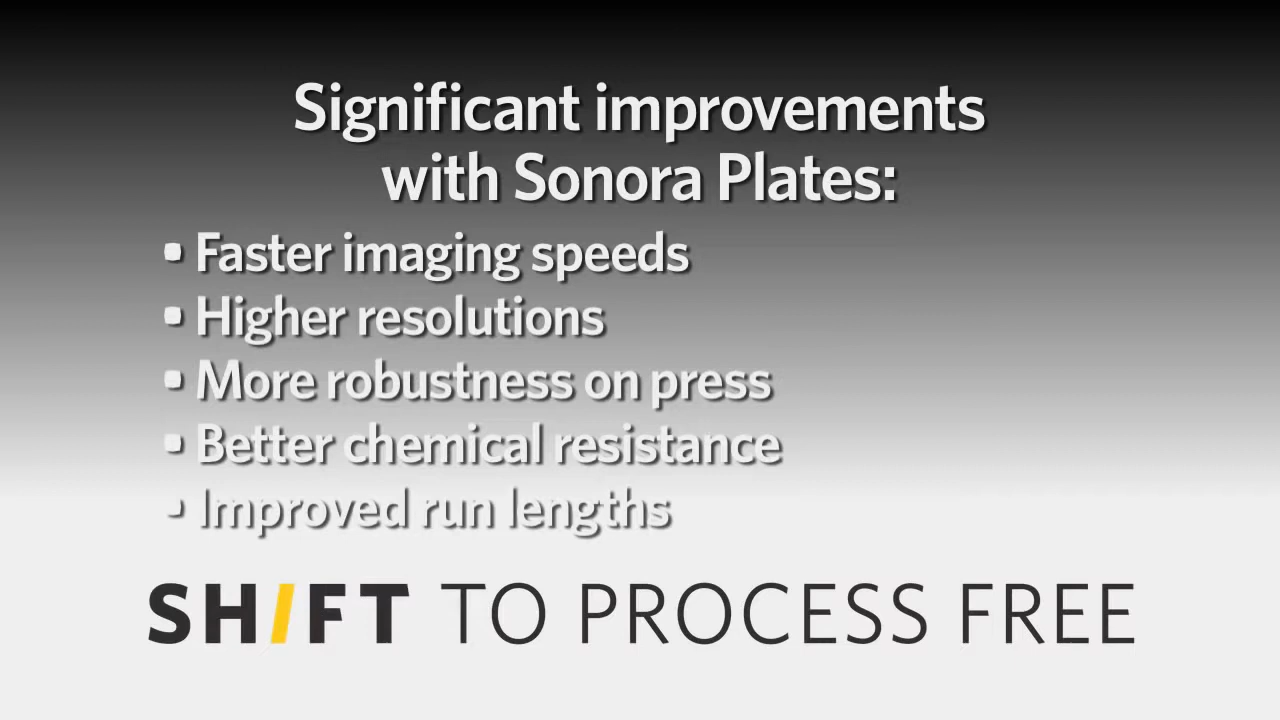 Significant improvements
with Sonora Plates:
• Faster imaging speeds
• Higher resolutions
• More robustness on press
• Better chemical resistance
• Improved run lengths
SHIFT TO PROCESS FREE